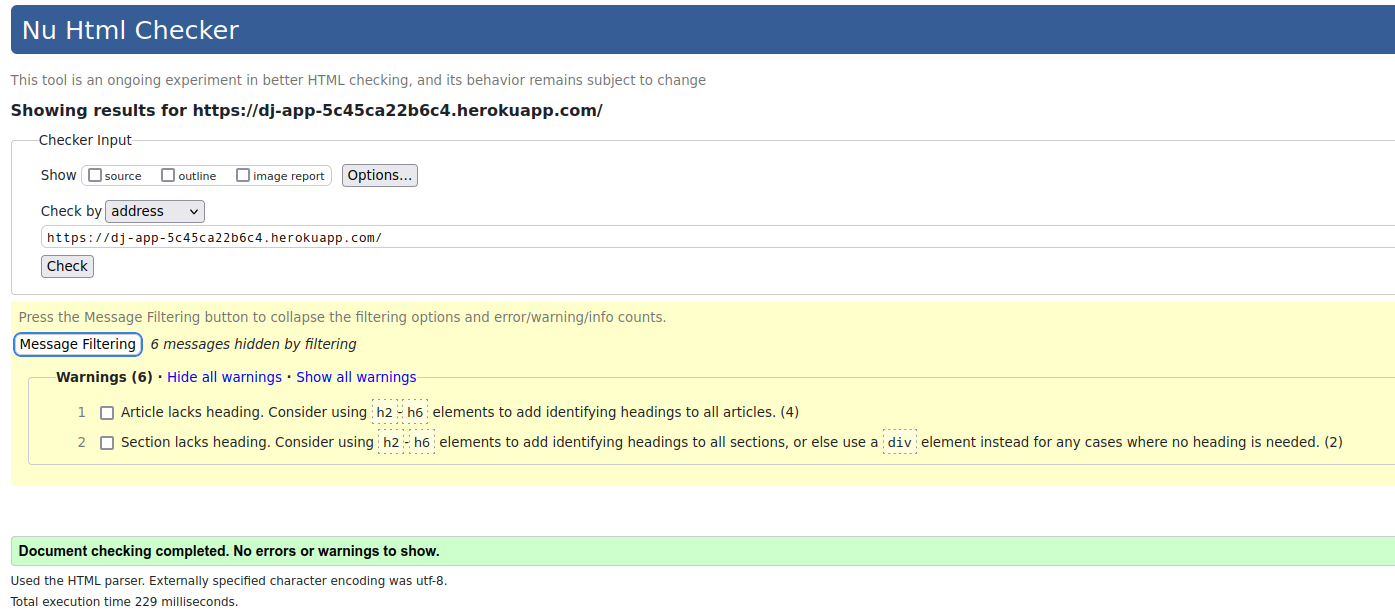 Nu Html Checker
This tool is an ongoing experiment in better HTML checking, and its behavior remains subject to change
Showing results for https://dj-app-5c45ca22b6c4.herokuapp.com/
Checker Input
Show source outline image report Options...
Check by address
https://dj-app-5c45ca22b6c4.herokuapp.com/
Check
Press the Message Filtering button to collapse the filtering options and error/warning/info counts.
Message Filtering 6 messages hidden by filtering
Warnings (6) · Hide all warnings · Show all warnings
1 Article lacks heading. Consider using h2-h6 elements to add identifying headings to all articles. (4)
2 Section lacks heading. Consider using h2-h6 elements to add identifying headings to all sections, or else use a div element instead for any cases where no heading is needed. (2)
Document checking completed. No errors or warnings to show.
Used the HTML parser. Externally specified character encoding was utf-8.
Total execution time 229 milliseconds.